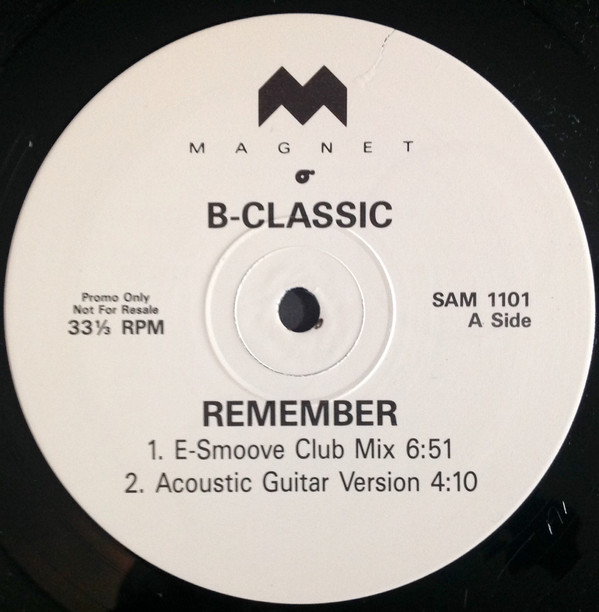 MAGNET
B-CLASSIC
Promo Only
Not For Resale
33⅓ RPM
SAM 1101
A Side
REMEMBER
1. E-Smoove Club Mix 6:51
2. Acoustic Guitar Version 4:10